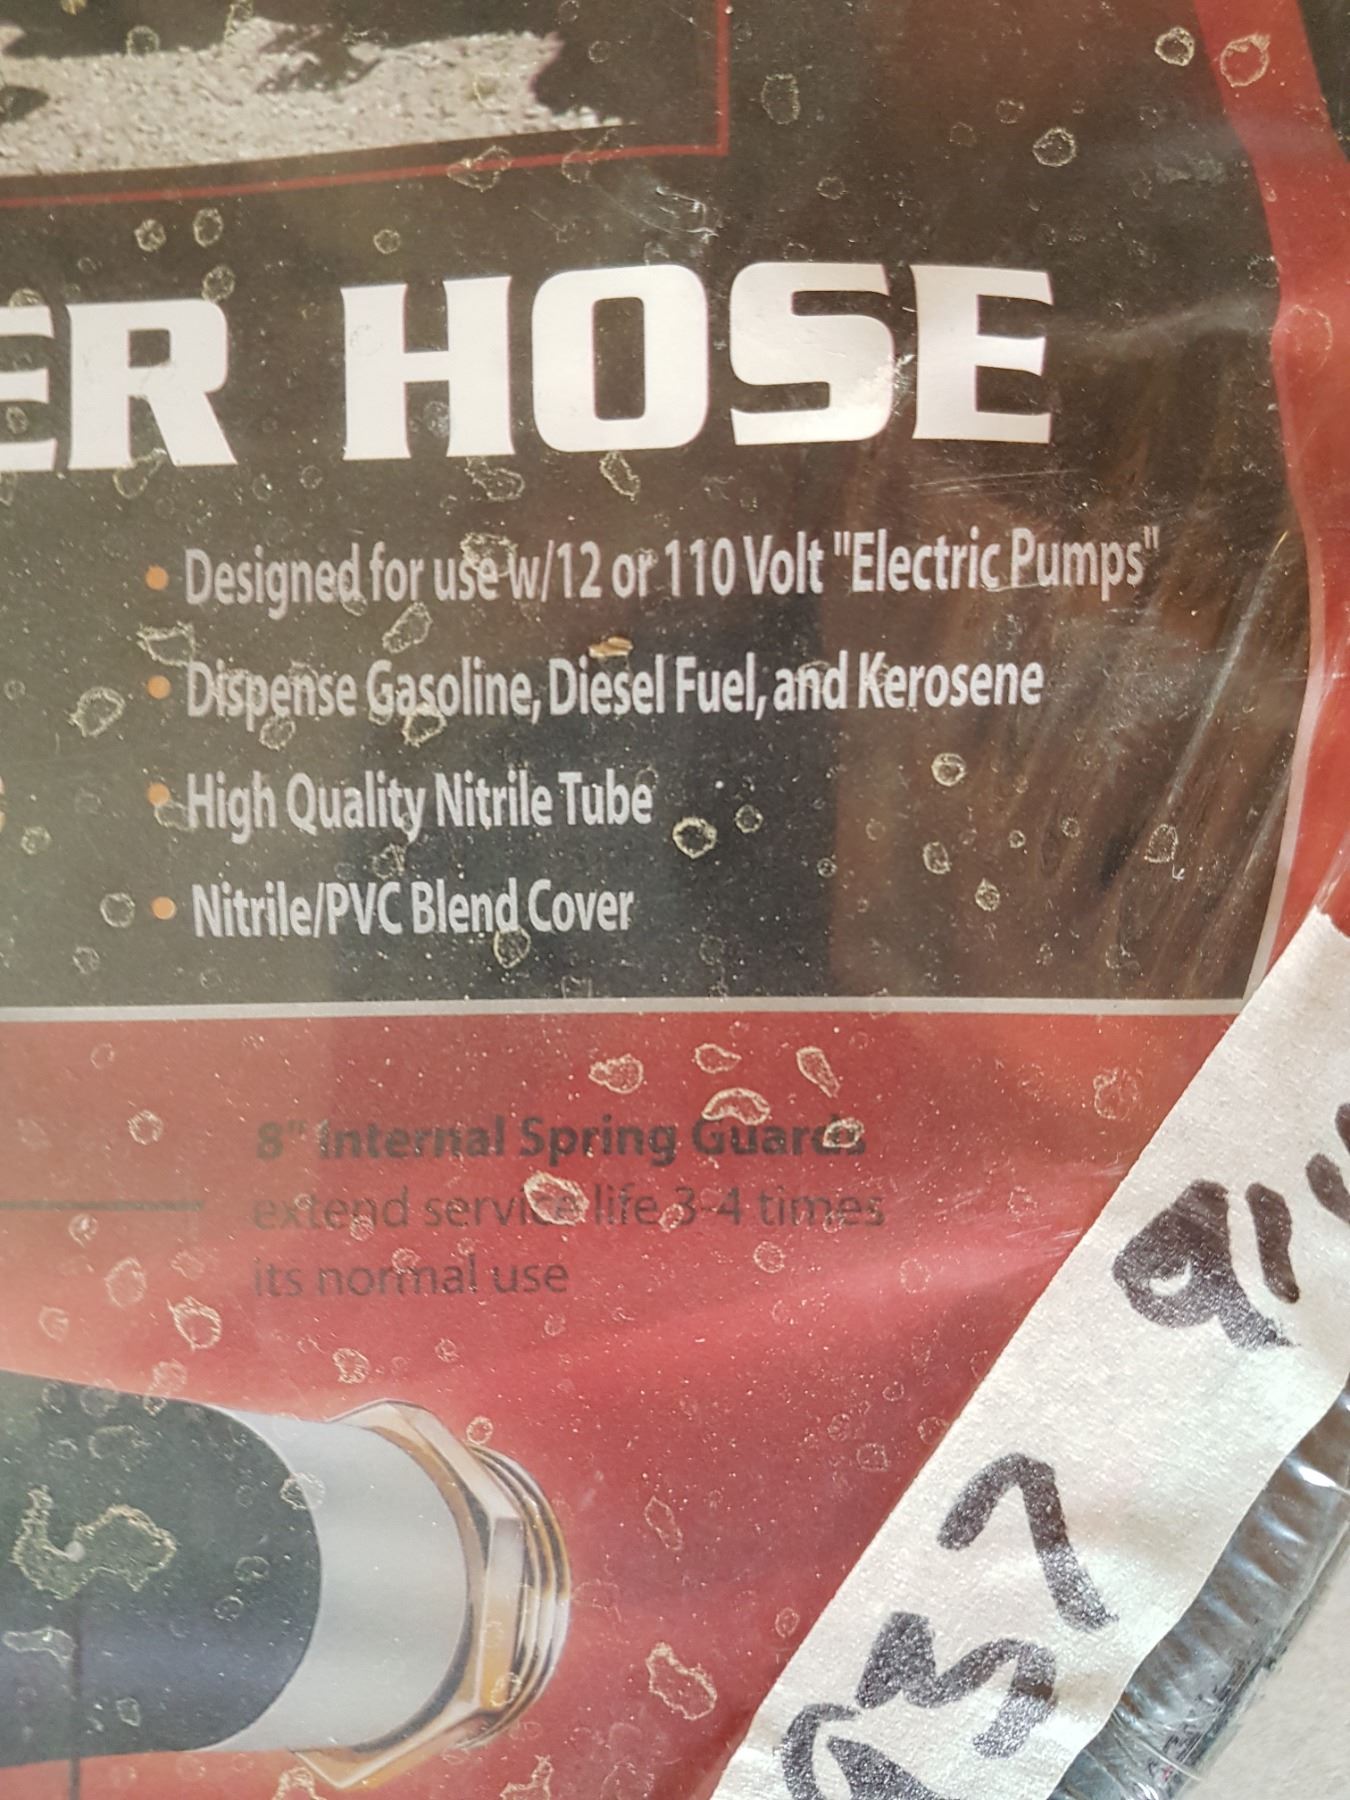 ER HOSE
• Designed for use w/12 or 110 Volt "Electric Pumps"
• Dispense Gasoline, Diesel Fuel, and Kerosene
• High Quality Nitrile Tube
• Nitrile/PVC Blend Cover
8" Internal Spring Guards
extend service life 3-4 times
its normal use